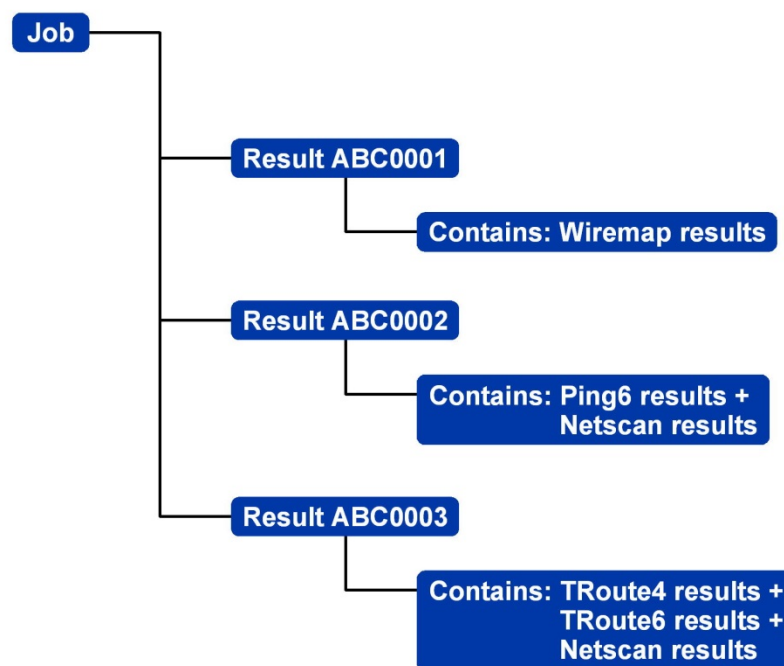 Job
Result ABC0001
Contains: Wiremap results
Result ABC0002
Contains: Ping6 results +
Netscan results
Result ABC0003
Contains: TRoute4 results +
TRoute6 results +
Netscan results